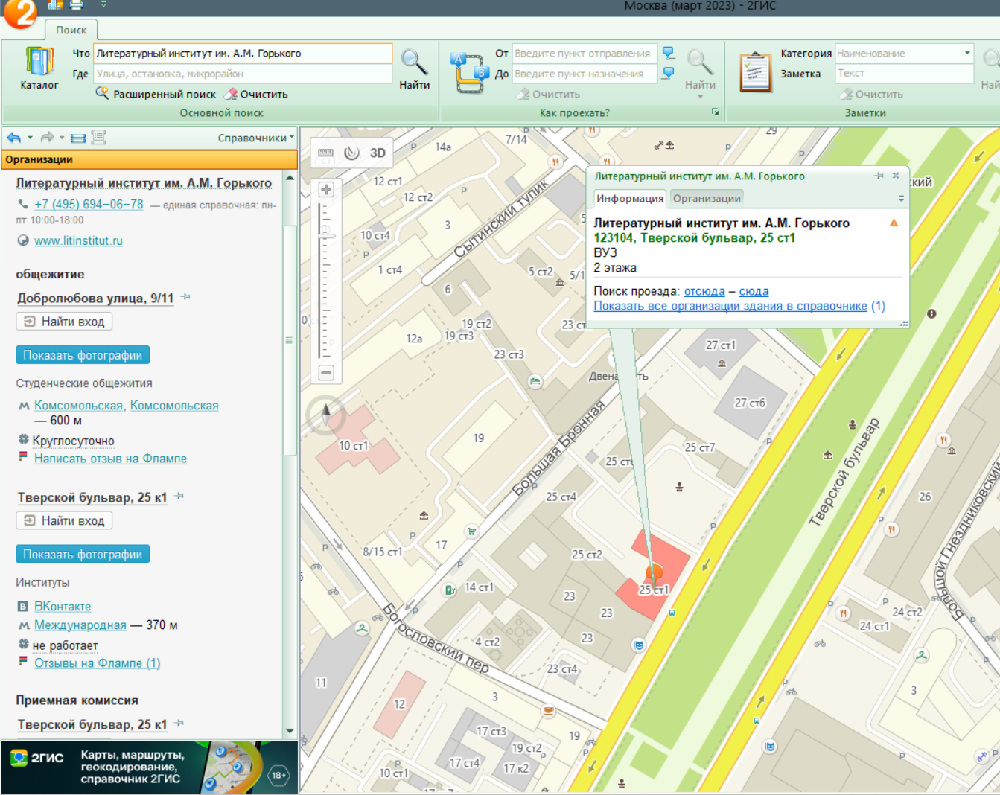 Москва (март 2023) - 2ГИС
2
Поиск
Каталог
Что Литературный институт им. А.М. Горького
Где Улица, остановка, микрорайон
Расширенный поиск Очистить
Найти
Основной поиск
A
B
От Введите пункт отправления
До Введите пункт назначения
Очистить
Найти
Как проехать?
Категория Наименование
Заметка Текст
Очистить
Най
Заметки
Справочники
Организации
Литературный институт им. А.М. Горького
+7 (495) 694-06-78 — единая справочная: пн-
пт 10:00-18:00
www.litinstitut.ru
общежитие
Добролюбова улица, 9/11
Найти вход
Показать фотографии
Студенческие общежития
Комсомольская, Комсомольская
— 600 м
Круглосуточно
Написать отзыв на Флампе
Тверской бульвар, 25 к1
Найти вход
Показать фотографии
Институты
ВКонтакте
Международная — 370 м
не работает
Отзывы на Флампе (1)
Приемная комиссия
Тверской бульвар, 25 к1
2ГИС
Карты, маршруты,
геокодирование,
справочник 2ГИС
18+
3D
Литературный институт им. А.М. Горького
Информация Организации
Литературный институт им. А.М. Горького
123104, Тверской бульвар, 25 ст1
ВУЗ
2 этажа
Поиск проезда: отсюда – сюда
Показать все организации здания в справочнике (1)
14а
7/14
29
12 ст1
12 ст2
ский
3
10 ст4
Сытинский тупик
1 ст4
5 ст2
5/1
6
19 ст2
19 ст3
12а
23 ст
23 ст3
27 ст1
Двена
ть
27 ст6
19
10 ст1
Большая Бронная
25 ст7
25 ст
25 ст4
Тверской бульвар
26
Большой Гнездниковский
17
8/15 ст1
25 ст2
25 ст1
14 ст1
23
23
23
24 ст2
24 ст1
Богословский пер
4 ст2
23 ст4
11
12
3
3
17 ст3
19
19 ст2
17 ст4
17 к2
10 ст1